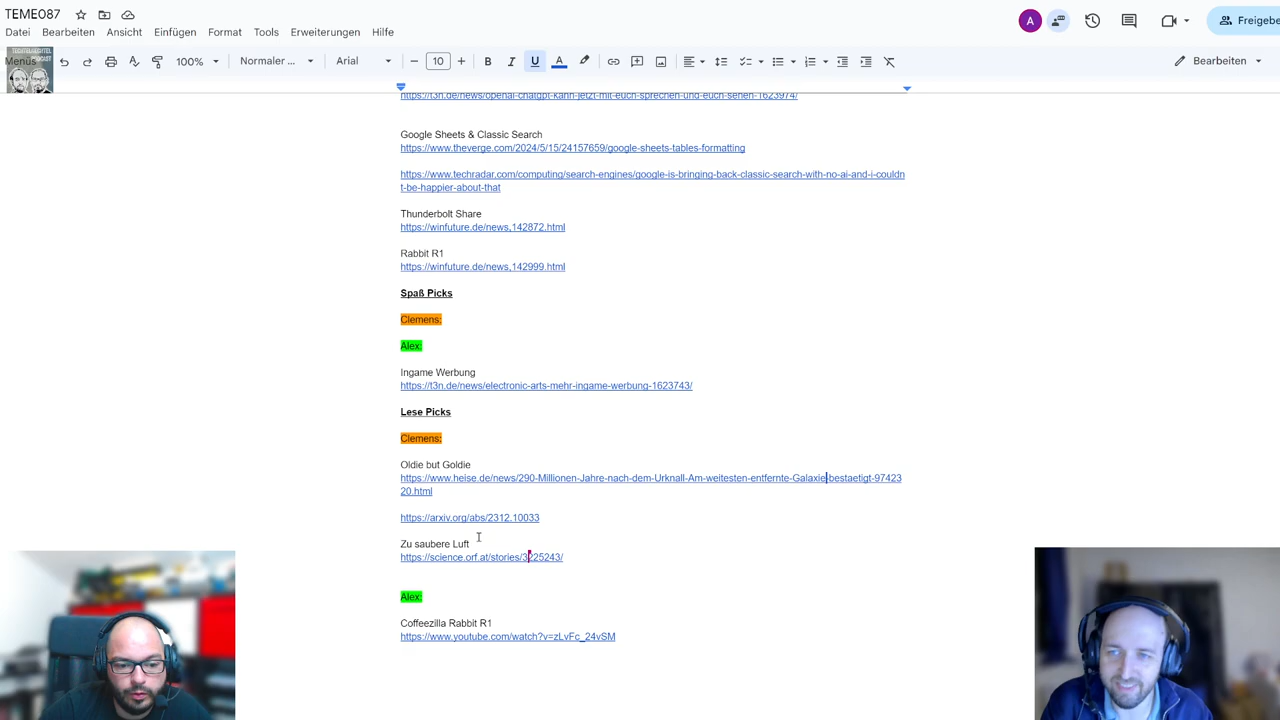 TEME087
Datei Bearbeiten Ansicht Einfügen Format Tools Erweiterungen Hilfe
A
Freigebe
Menüs
TECHTELMECHTEL
PODCAST
100% Normaler ... Arial 10 B I U A Bearbeiten
https://t3n.de/news/openai-chatgpt-kann-jetzt-mit-euch-sprechen-und-euch-sehen-1623974/
Google Sheets & Classic Search
https://www.theverge.com/2024/5/15/24157659/google-sheets-tables-formatting
https://www.techradar.com/computing/search-engines/google-is-bringing-back-classic-search-with-no-ai-and-i-couldn
t-be-happier-about-that
Thunderbolt Share
https://winfuture.de/news,142872.html
Rabbit R1
https://winfuture.de/news,142999.html
Spaß Picks
Clemens:
Alex:
Ingame Werbung
https://t3n.de/news/electronic-arts-mehr-ingame-werbung-1623743/
Lese Picks
Clemens:
Oldie but Goldie
https://www.heise.de/news/290-Millionen-Jahre-nach-dem-Urknall-Am-weitesten-entfernte-Galaxie-bestaetigt-97423
20.html
https://arxiv.org/abs/2312.10033
Zu saubere Luft
https://science.orf.at/stories/3225243/
Alex:
Coffeezilla Rabbit R1
https://www.youtube.com/watch?v=zLvFc_24vSM